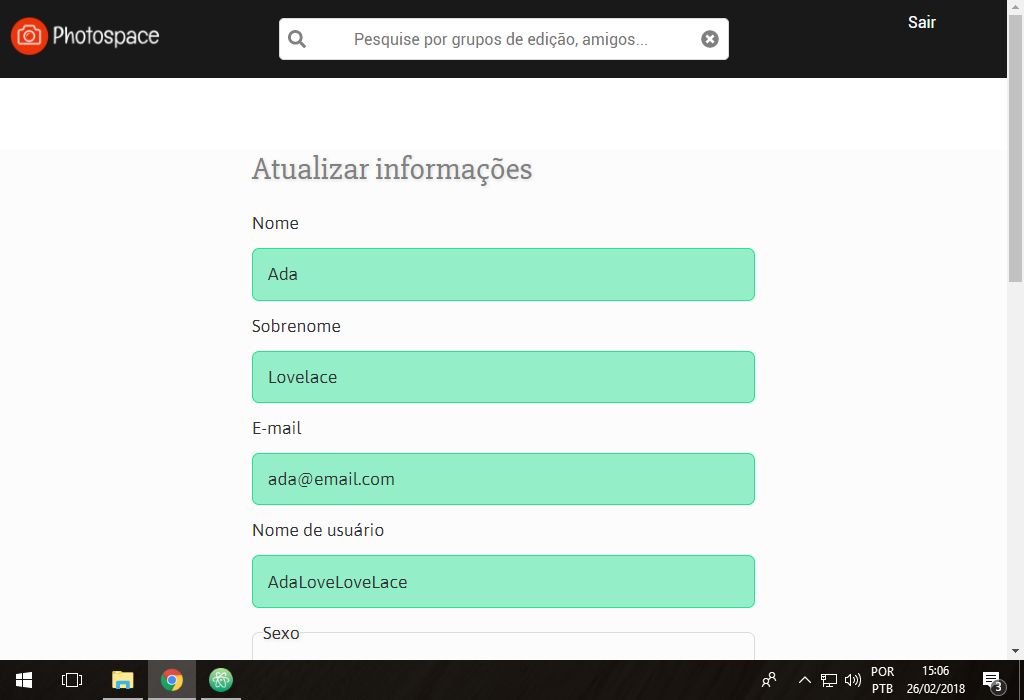 Photospace
Pesquise por grupos de edição, amigos...
Sair
Atualizar informações
Nome
Ada
Sobrenome
Lovelace
E-mail
ada@email.com
Nome de usuário
AdaLoveLoveLace
Sexo
POR
PTB
15:06
26/02/2018
3